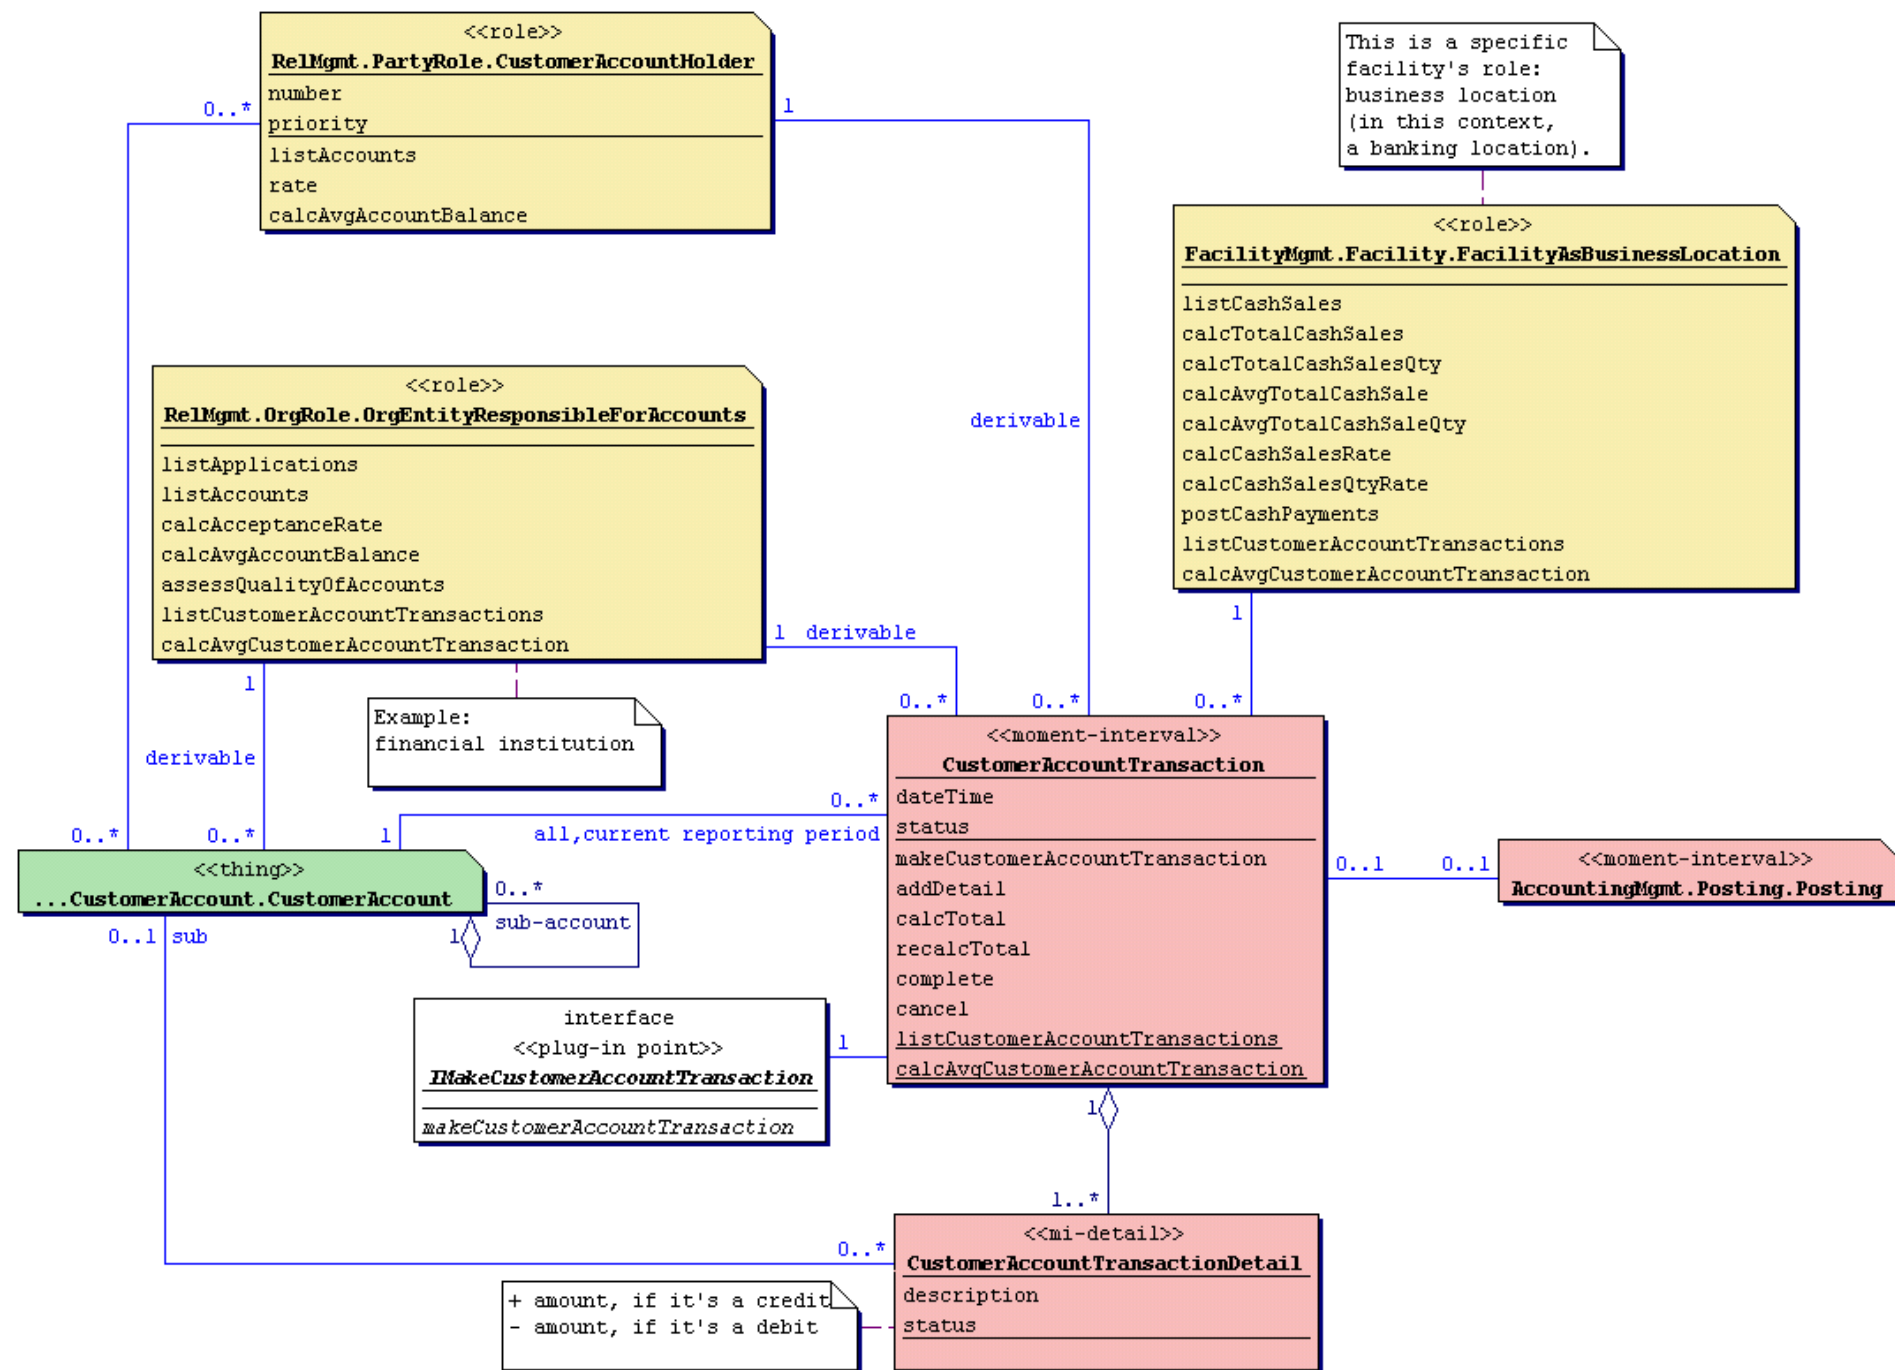 <<role>>
RelMgmt.PartyRole.CustomerAccountHolder
number
priority
listAccounts
rate
calcAvgAccountBalance
0..*
1
This is a specific
facility's role:
business location
(in this context,
a banking location).
<<role>>
FacilityMgmt.Facility.FacilityAsBusinessLocation
listCashSales
calcTotalCashSales
calcTotalCashSalesQty
calcAvgTotalCashSale
calcAvgTotalCashSaleQty
calcCashSalesRate
calcCashSalesQtyRate
postCashPayments
listCustomerAccountTransactions
calcAvgCustomerAccountTransaction
1
0..*
<<role>>
RelMgmt.OrgRole.OrgEntityResponsibleForAccounts
listApplications
listAccounts
calcAcceptanceRate
calcAvgAccountBalance
assessQualityOfAccounts
listCustomerAccountTransactions
calcAvgCustomerAccountTransaction
derivable
0..*
1 derivable
0..*
1
derivable
0..*
Example:
financial institution
0..*
1
0..*
all,current reporting period
<<thing>>
...CustomerAccount.CustomerAccount
0..*
sub-account
1
0..1 sub
<<moment-interval>>
CustomerAccountTransaction
dateTime
status
makeCustomerAccountTransaction
addDetail
calcTotal
recalcTotal
complete
cancel
listCustomerAccountTransactions
calcAvgCustomerAccountTransaction
0..1
0..1
<<moment-interval>>
AccountingMgmt.Posting.Posting
interface
<<plug-in point>>
IMakeCustomerAccountTransaction
makeCustomerAccountTransaction
1
1
1..*
0..*
<<mi-detail>>
CustomerAccountTransactionDetail
description
status
+ amount, if it's a credit
- amount, if it's a debit